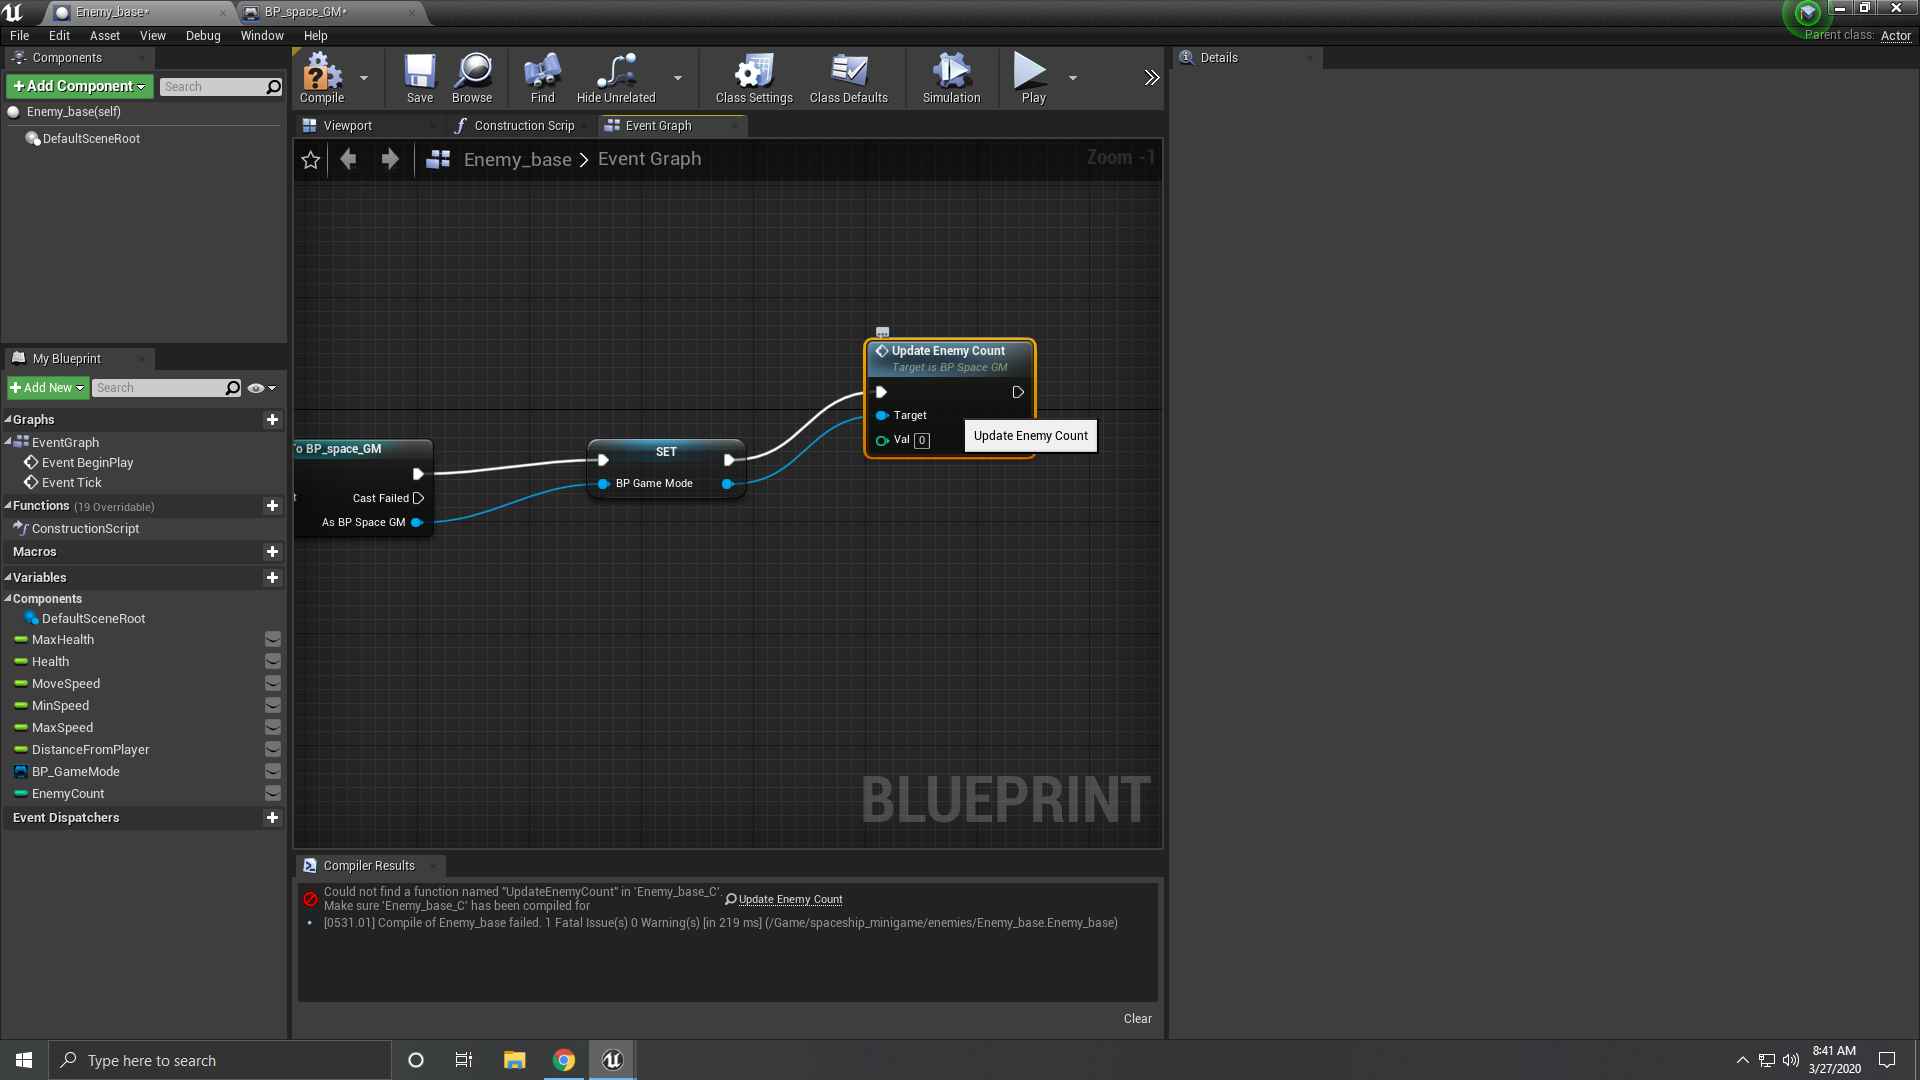 Enemy_base*
BP_space_GM*
File Edit Asset View Debug Window Help
Parent class: Actor
Components
Add Component
Search
Enemy_base(self)
DefaultSceneRoot
Compile
Save
Browse
Find
Hide Unrelated
Class Settings
Class Defaults
Simulation
Play
Details
Viewport
Construction Scrip
Event Graph
Enemy_base > Event Graph
Zoom -1
My Blueprint
Add New
Search
Graphs
EventGraph
Event BeginPlay
Event Tick
Functions (19 Overridable)
ConstructionScript
Macros
Variables
Components
DefaultSceneRoot
MaxHealth
Health
MoveSpeed
MinSpeed
MaxSpeed
DistanceFromPlayer
BP_GameMode
EnemyCount
Event Dispatchers
To BP_space_GM
t
Cast Failed
As BP Space GM
SET
BP Game Mode
Update Enemy Count
Target is BP Space GM
Target
Val 0
Update Enemy Count
BLUEPRINT
Compiler Results
Could not find a function named "UpdateEnemyCount" in 'Enemy_base_C'.
Make sure 'Enemy_base_C' has been compiled for
Update Enemy Count
[0531.01] Compile of Enemy_base failed. 1 Fatal Issue(s) 0 Warning(s) [in 219 ms] (/Game/spaceship_minigame/enemies/Enemy_base.Enemy_base)
Clear
Type here to search
8:41 AM
3/27/2020